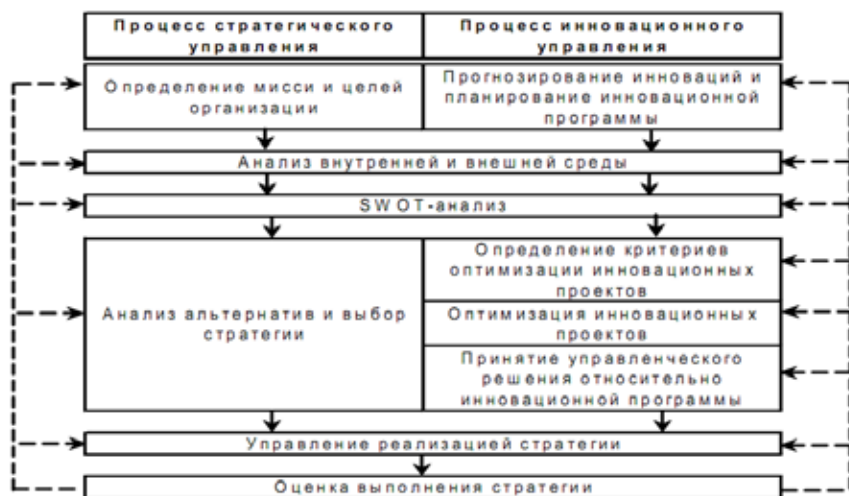 Процесс стратегического
управления
Процесс инновационного
управления
Определение мисси и целей
организации
Прогнозирование инноваций и
планирование инновационной
программы
Анализ внутренней и внешней среды
SWOT-анализ
Анализ альтернатив и выбор
стратегии
Определение критериев
оптимизации инновационных
проектов
Оптимизация инновационных
проектов
Принятие управленческого
решения относительно
инновационной программы
Управление реализацией стратегии
Оценка выполнения стратегии